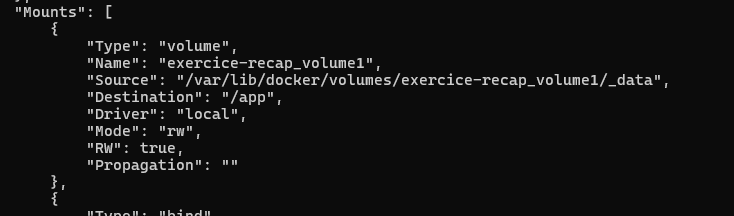 "Mounts": [
{
"Type": "volume",
"Name": "exercice-recap_volume1",
"Source": "/var/lib/docker/volumes/exercice-recap_volume1/_data",
"Destination": "/app",
"Driver": "local",
"Mode": "rw",
"RW": true,
"Propagation": ""
},
{
"Type": "bind"